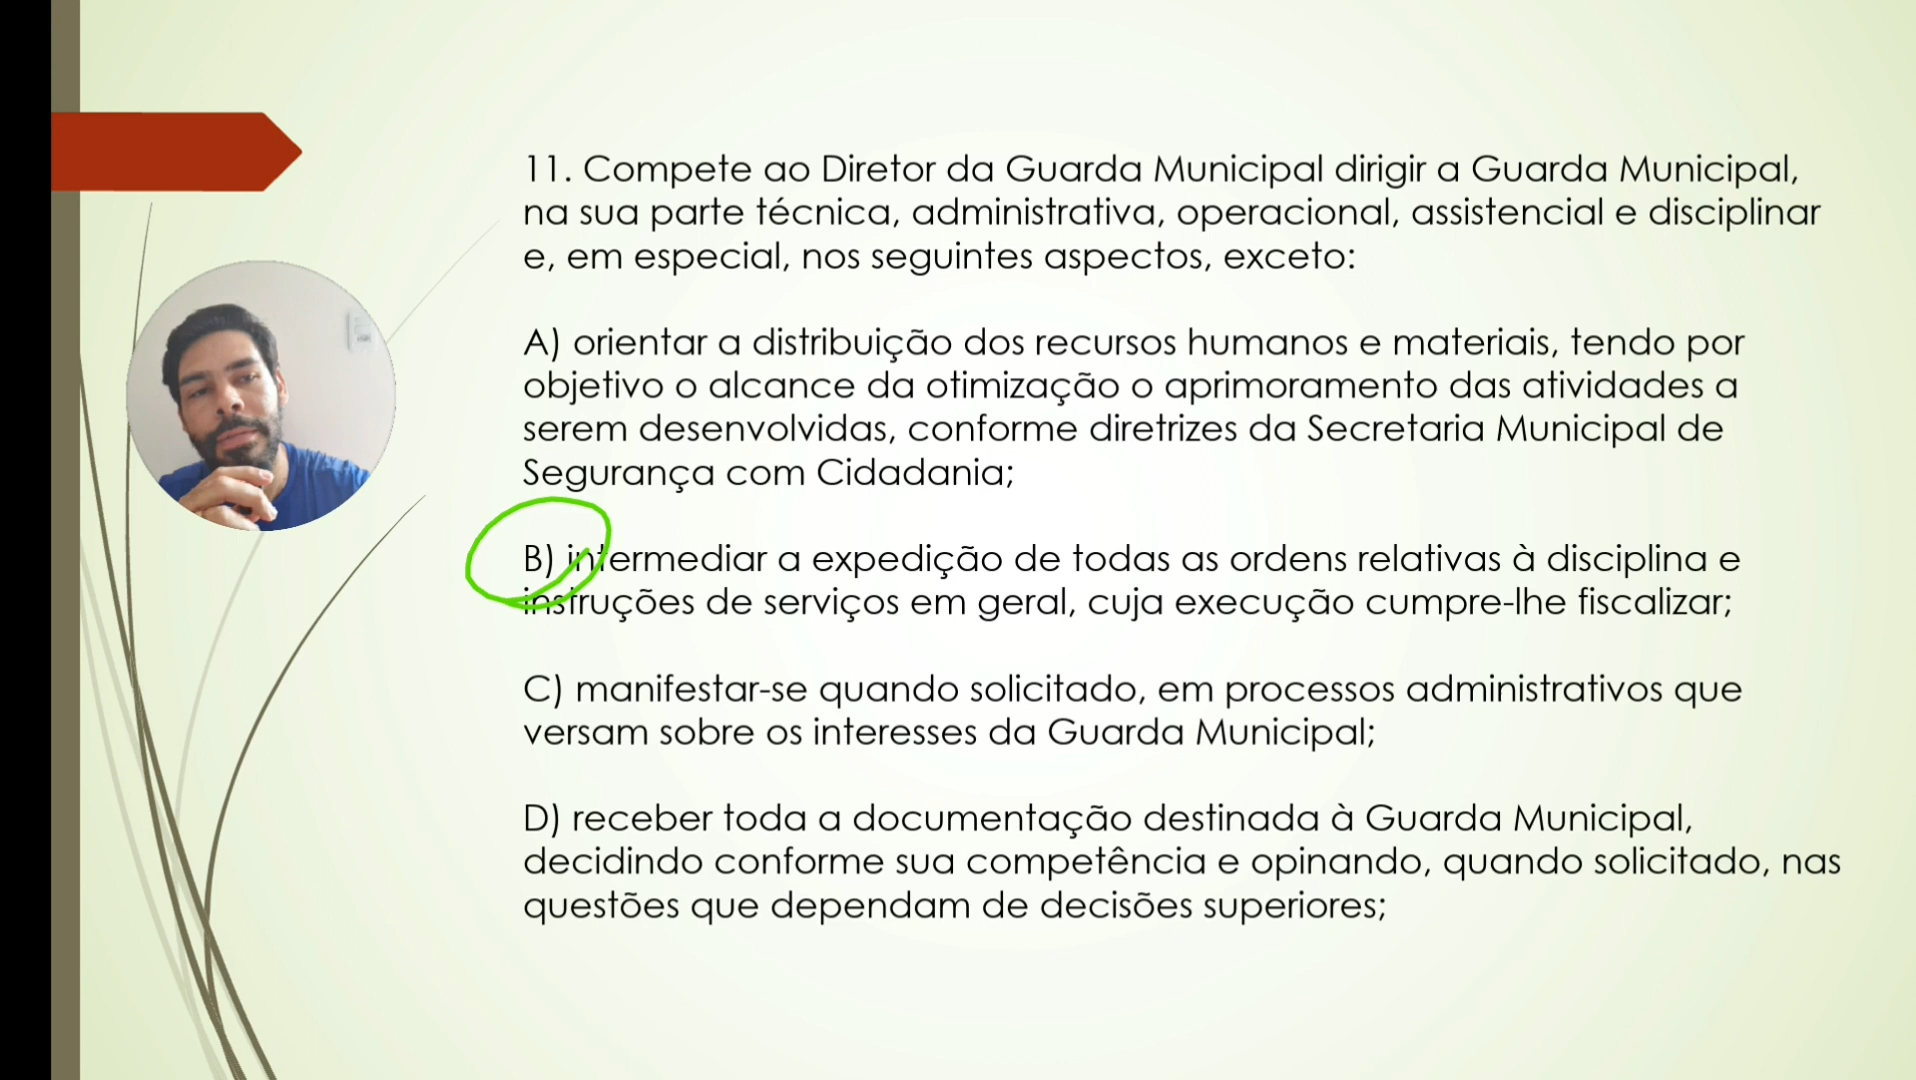 11. Compete ao Diretor da Guarda Municipal dirigir a Guarda Municipal,
na sua parte técnica, administrativa, operacional, assistencial e disciplinar
e, em especial, nos seguintes aspectos, exceto:
A) orientar a distribuição dos recursos humanos e materiais, tendo por
objetivo o alcance da otimização o aprimoramento das atividades a
serem desenvolvidas, conforme diretrizes da Secretaria Municipal de
Segurança com Cidadania;
B) intermediar a expedição de todas as ordens relativas à disciplina e
instruções de serviços em geral, cuja execução cumpre-lhe fiscalizar;
C) manifestar-se quando solicitado, em processos administrativos que
versam sobre os interesses da Guarda Municipal;
D) receber toda a documentação destinada à Guarda Municipal,
decidindo conforme sua competência e opinando, quando solicitado, nas
questões que dependam de decisões superiores;